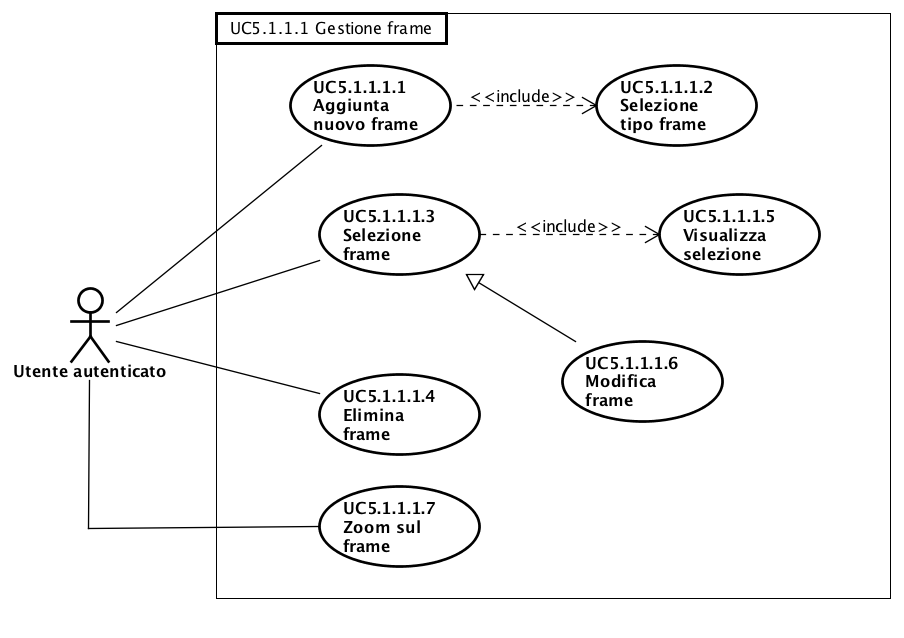 UC5.1.1.1 Gestione frame
UC5.1.1.1.1
Aggiunta
nuovo frame
<<include>>
UC5.1.1.1.2
Selezione
tipo frame
UC5.1.1.1.3
Selezione
frame
<<include>>
UC5.1.1.1.5
Visualizza
selezione
Utente autenticato
UC5.1.1.1.6
Modifica
frame
UC5.1.1.1.4
Elimina
frame
UC5.1.1.1.7
Zoom sul
frame